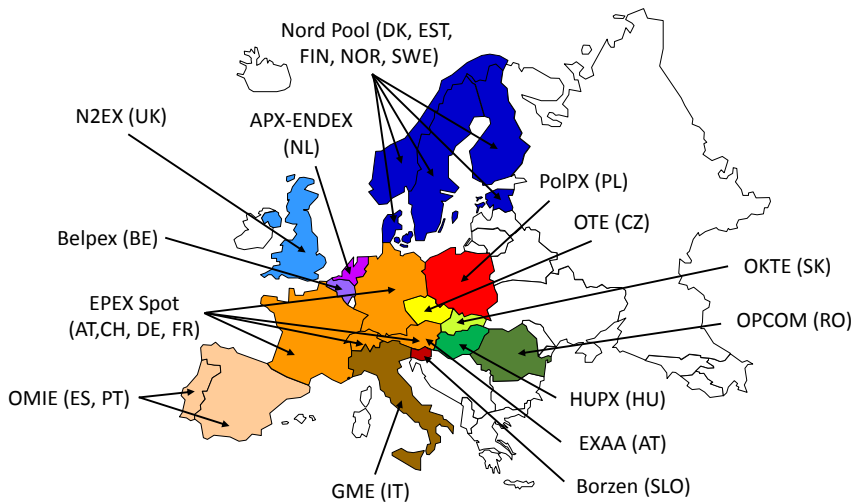 Nord Pool (DK, EST,
FIN, NOR, SWE)
N2EX (UK)
APX-ENDEX
(NL)
PolPX (PL)
OTE (CZ)
Belpex (BE)
OKTE (SK)
EPEX Spot
(AT,CH, DE, FR)
OPCOM (RO)
OMIE (ES, PT)
HUPX (HU)
EXAA (AT)
GME (IT)
Borzen (SLO)